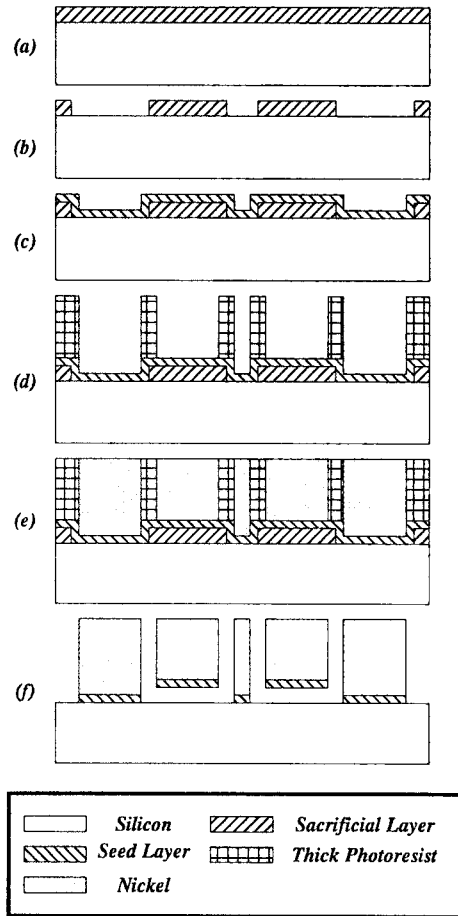 (a)
(b)
(c)
(d)
(e)
(f)
Silicon
Sacrificial Layer
Seed Layer
Thick Photoresist
Nickel